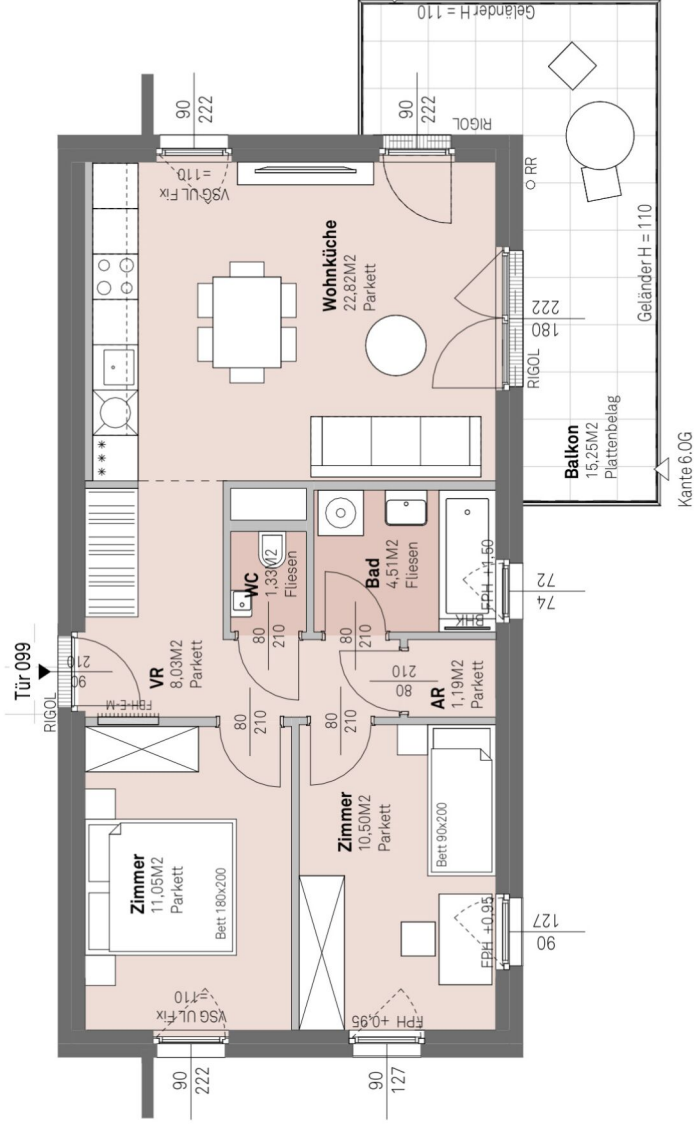 Geländer H = 110
90
222
90
222
RIGOL
VSG UL Fix
=110
RR
Wohnküche
22,82M2
Parkett
Geländer H = 110
180
222
RIGOL
Balkon
15,25M2
Plattenbelag
Kante 6.OG
***
WC
1,33M2
Fliesen
Bad
4,51M2
Fliesen
FPH +1,50
74
72
BHK
Tür 099
90
210
RIGOL
VR
8,03M2
Parkett
FBH-E-M
80
210
80
210
80
210
AR
1,19M2
Parkett
80
210
80
210
Zimmer
11,05M2
Parkett
Bett 180x200
Zimmer
10,50M2
Parkett
Bett 90x200
FPH +0,95
90
127
VSG UL Fix
=110
FPH +0,95
90
222
90
127